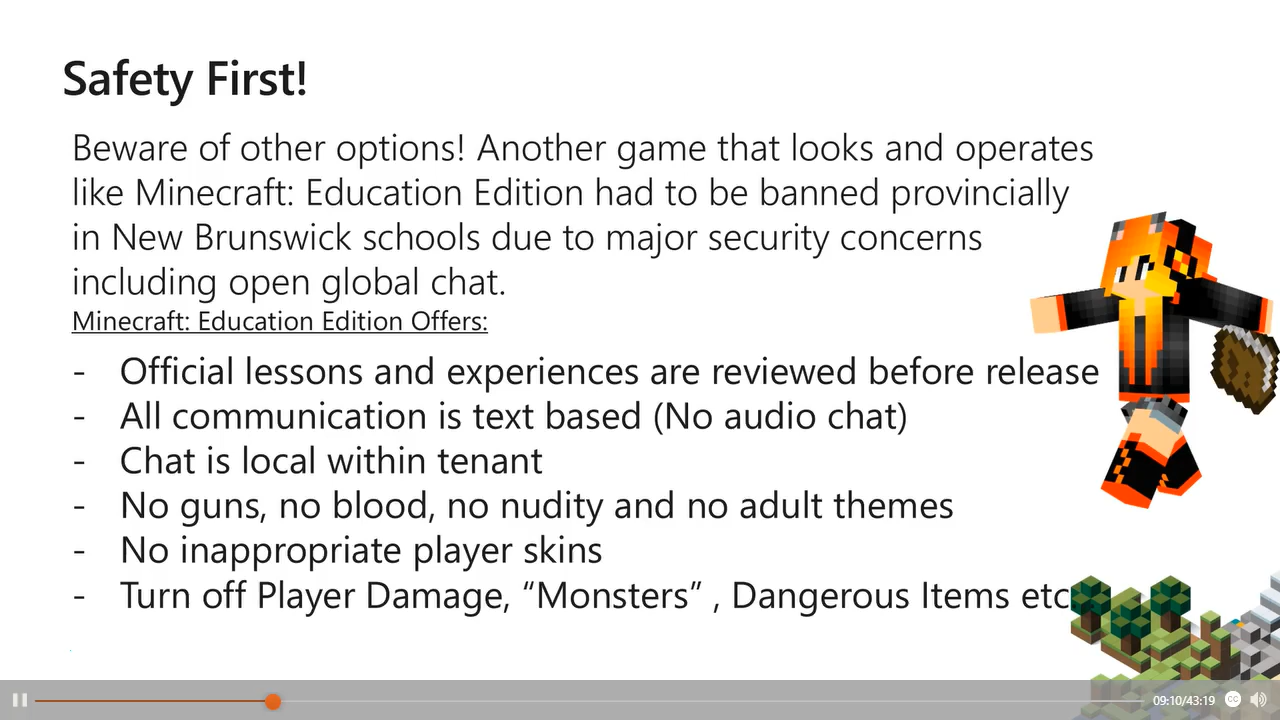 Safety First!
Beware of other options! Another game that looks and operates
like Minecraft: Education Edition had to be banned provincially
in New Brunswick schools due to major security concerns
including open global chat.
Minecraft: Education Edition Offers:
- Official lessons and experiences are reviewed before release
- All communication is text based (No audio chat)
- Chat is local within tenant
- No guns, no blood, no nudity and no adult themes
- No inappropriate player skins
- Turn off Player Damage, “Monsters” , Dangerous Items etc
09:10/43:19 CC